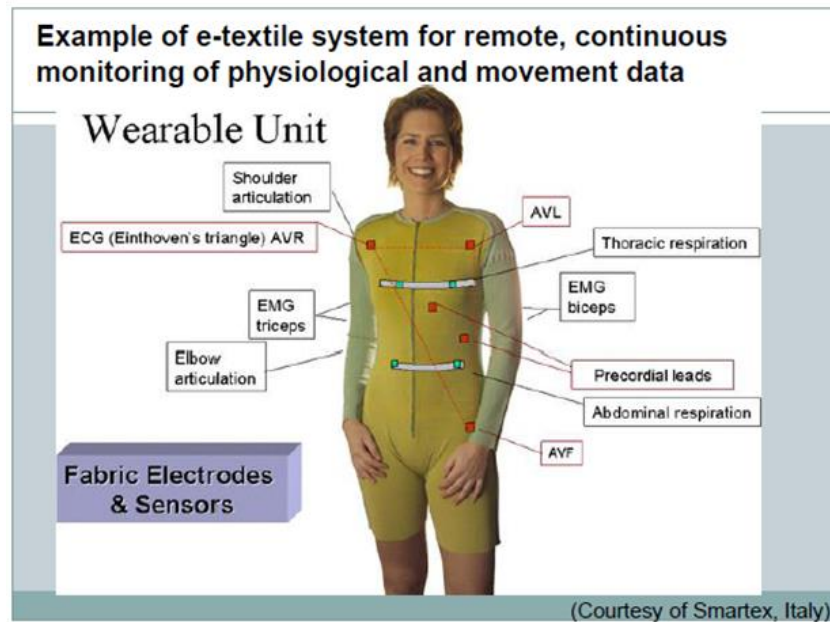 Example of e-textile system for remote, continuous
monitoring of physiological and movement data
Wearable Unit
Shoulder
articulation
ECG (Einthoven's triangle) AVR
AVL
Thoracic respiration
EMG
triceps
EMG
biceps
Elbow
articulation
Precordial leads
Abdominal respiration
AVF
Fabric Electrodes
& Sensors
(Courtesy of Smartex, Italy)